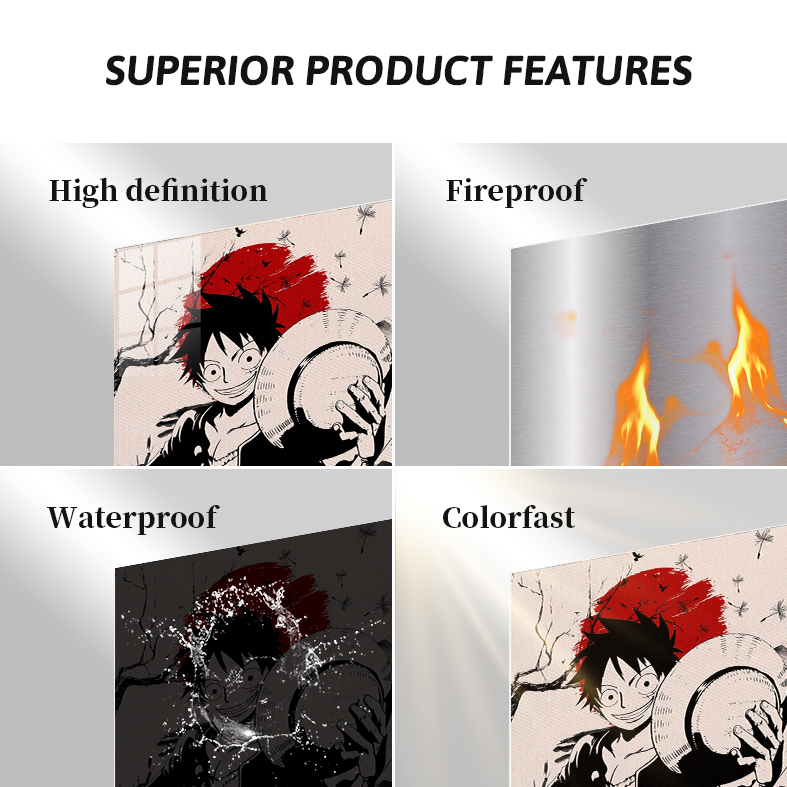 SUPERIOR PRODUCT FEATURES
High definition
Fireproof
Waterproof
Colorfast